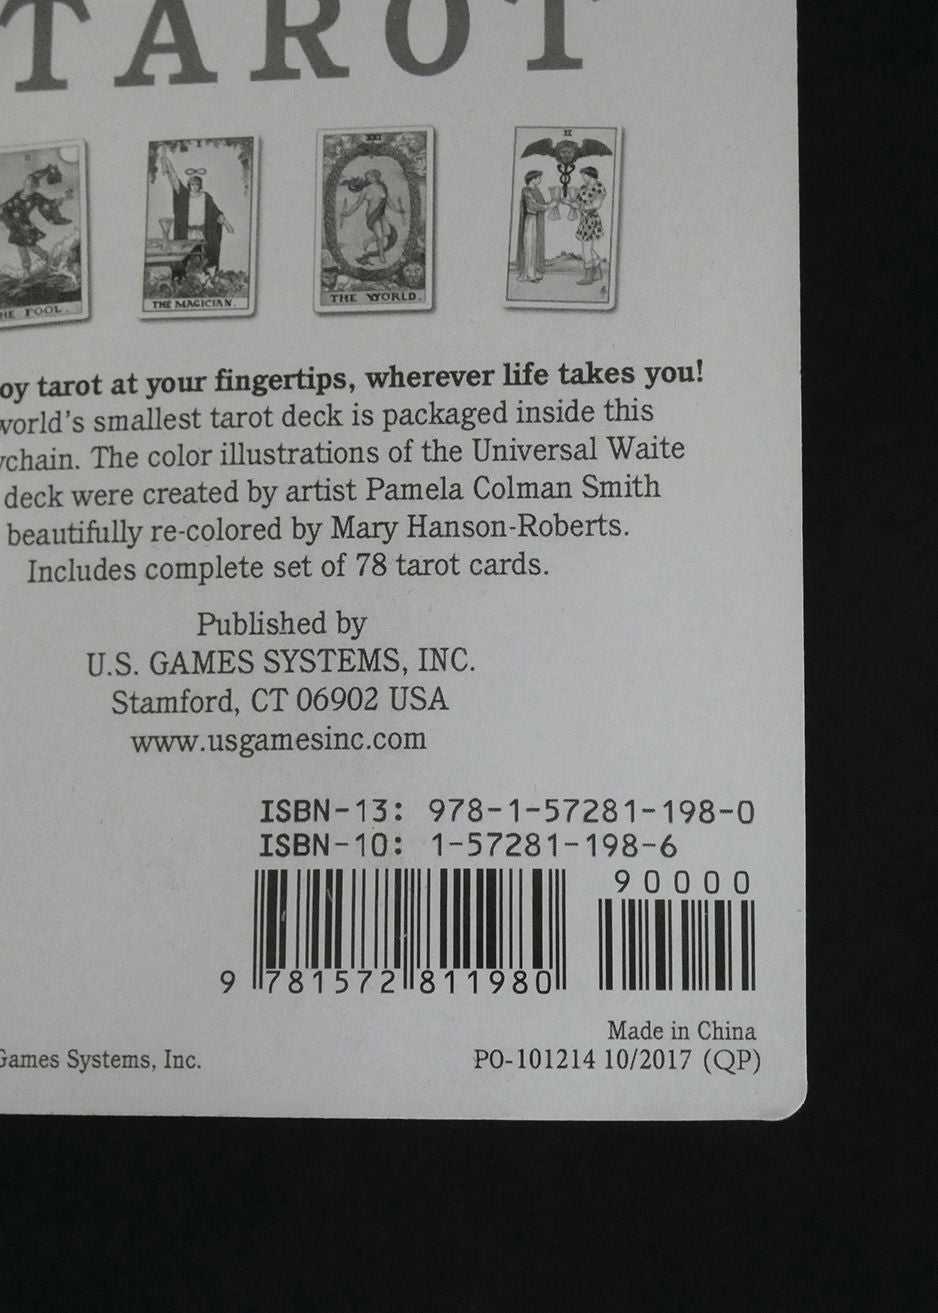 TAROT
THE FOOL.
I
THE MAGICIAN.
XXI
THE WORLD.
II
oy tarot at your fingertips, wherever life takes you!
world's smallest tarot deck is packaged inside this
ychain. The color illustrations of the Universal Waite
deck were created by artist Pamela Colman Smith
beautifully re-colored by Mary Hanson-Roberts.
Includes complete set of 78 tarot cards.
Published by
U.S. GAMES SYSTEMS, INC.
Stamford, CT 06902 USA
www.usgamesinc.com
ISBN-13: 978-1-57281-198-0
ISBN-10: 1-57281-198-6
90000
9 781572 811980
Made in China
Games Systems, Inc.
PO-101214 10/2017 (QP)